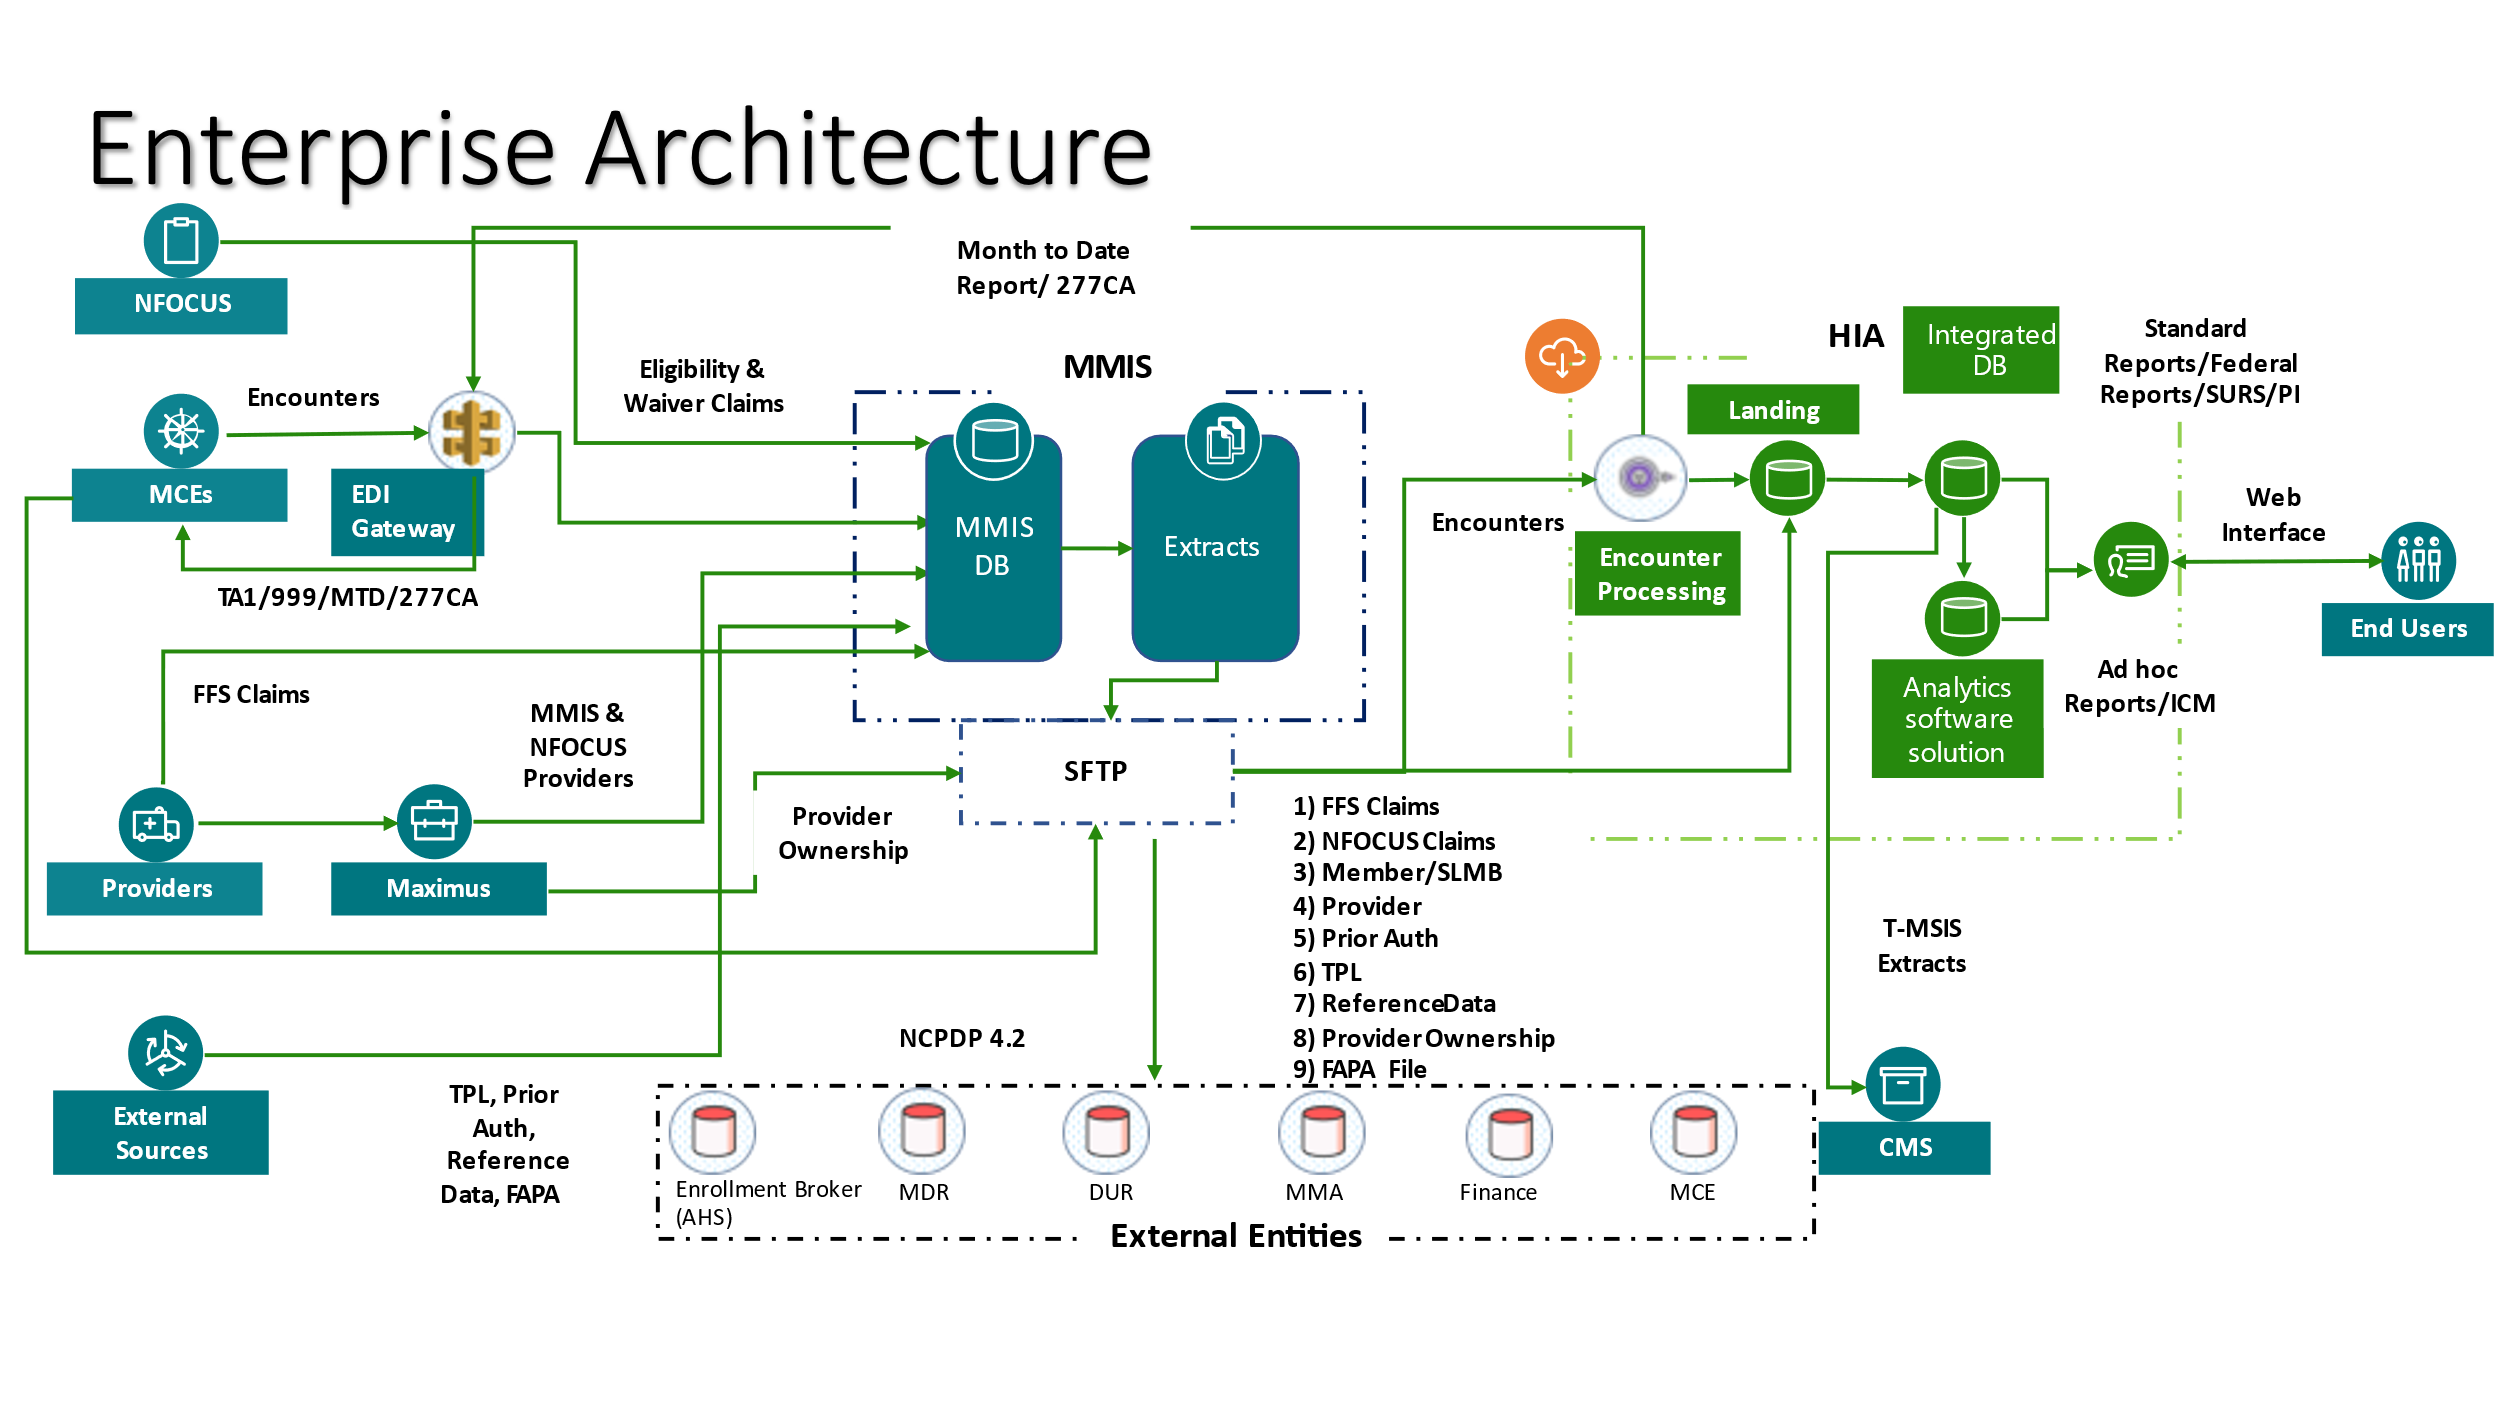 Enterprise Architecture
NFOCUS
Month to Date
Report/ 277CA
MMIS
HIA
Integrated
DB
Standard
Reports/Federal
Reports/SURS/PI
Encounters
Eligibility &
Waiver Claims
Landing
MCEs
EDI
Gateway
TA1/999/MTD/277CA
MMIS
DB
Extracts
Encounters
Encounter
Processing
Web
Interface
End Users
FFS Claims
MMIS &
NFOCUS
Providers
Analytics
software
solution
Ad hoc
Reports/ICM
SFTP
Provider
Ownership
Providers
Maximus
1) FFS Claims
2) NFOCUS Claims
3) Member/SLMB
4) Provider
5) Prior Auth
6) TPL
7) ReferenceData
8) Provider Ownership
9) FAPA File
T-MSIS
Extracts
NCPDP 4.2
External
Sources
TPL, Prior
Auth,
Reference
Data, FAPA
CMS
Enrollment Broker
(AHS)
MDR
DUR
MMA
Finance
MCE
External Entities